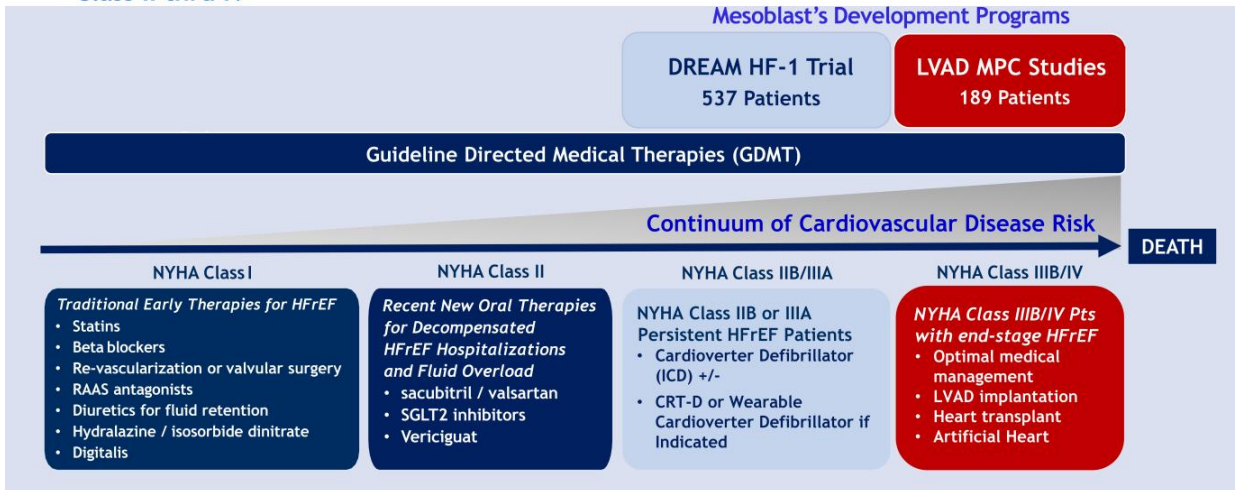 Mesoblast's Development Programs
DREAM HF-1 Trial
537 Patients
LVAD MPC Studies
189 Patients
Guideline Directed Medical Therapies (GDMT)
Continuum of Cardiovascular Disease Risk
DEATH
NYHA Class I
Traditional Early Therapies for HFrEF
• Statins
• Beta blockers
• Re-vascularization or valvular surgery
• RAAS antagonists
• Diuretics for fluid retention
• Hydralazine / isosorbide dinitrate
• Digitalis
NYHA Class II
Recent New Oral Therapies
for Decompensated
HFrEF Hospitalizations
and Fluid Overload
• sacubitril / valsartan
• SGLT2 inhibitors
• Vericiguat
NYHA Class IIB/IIIA
NYHA Class IIB or IIIA
Persistent HFrEF Patients
• Cardioverter Defibrillator
(ICD) +/-
• CRT-D or Wearable
Cardioverter Defibrillator if
Indicated
NYHA Class IIIB/IV
NYHA Class IIIB/IV Pts
with end-stage HFrEF
• Optimal medical
management
• LVAD implantation
• Heart transplant
• Artificial Heart